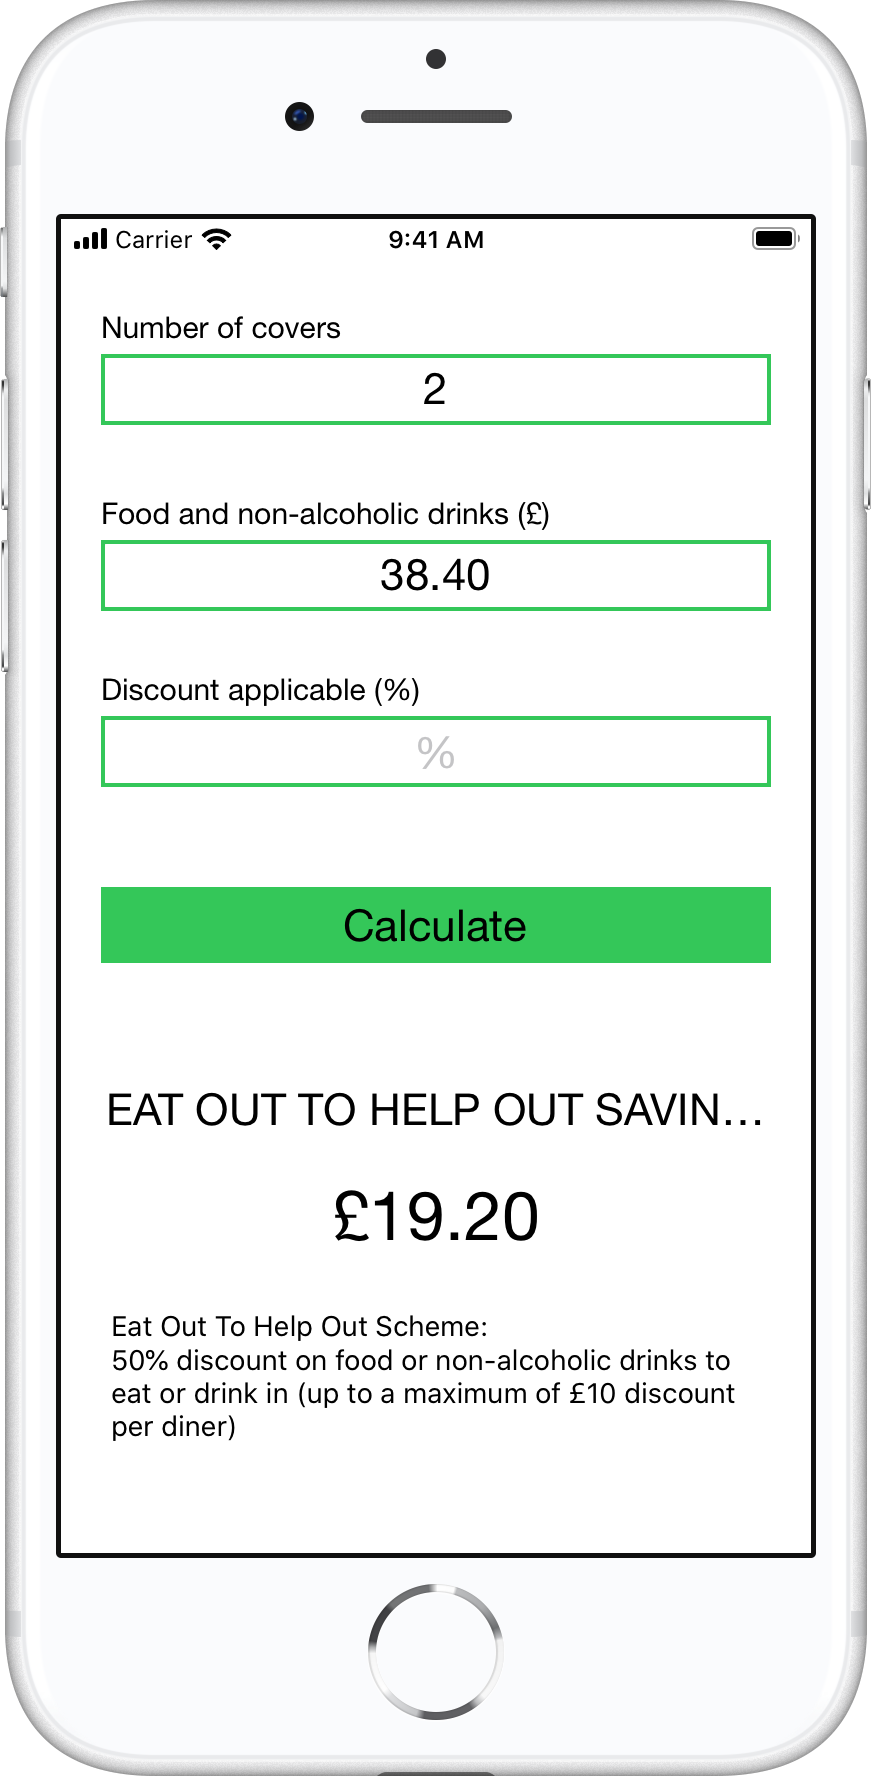 Carrier 9:41 AM
Number of covers
2
Food and non-alcoholic drinks (£)
38.40
Discount applicable (%)
%
Calculate
EAT OUT TO HELP OUT SAVIN...
£19.20
Eat Out To Help Out Scheme:
50% discount on food or non-alcoholic drinks to
eat or drink in (up to a maximum of £10 discount
per diner)